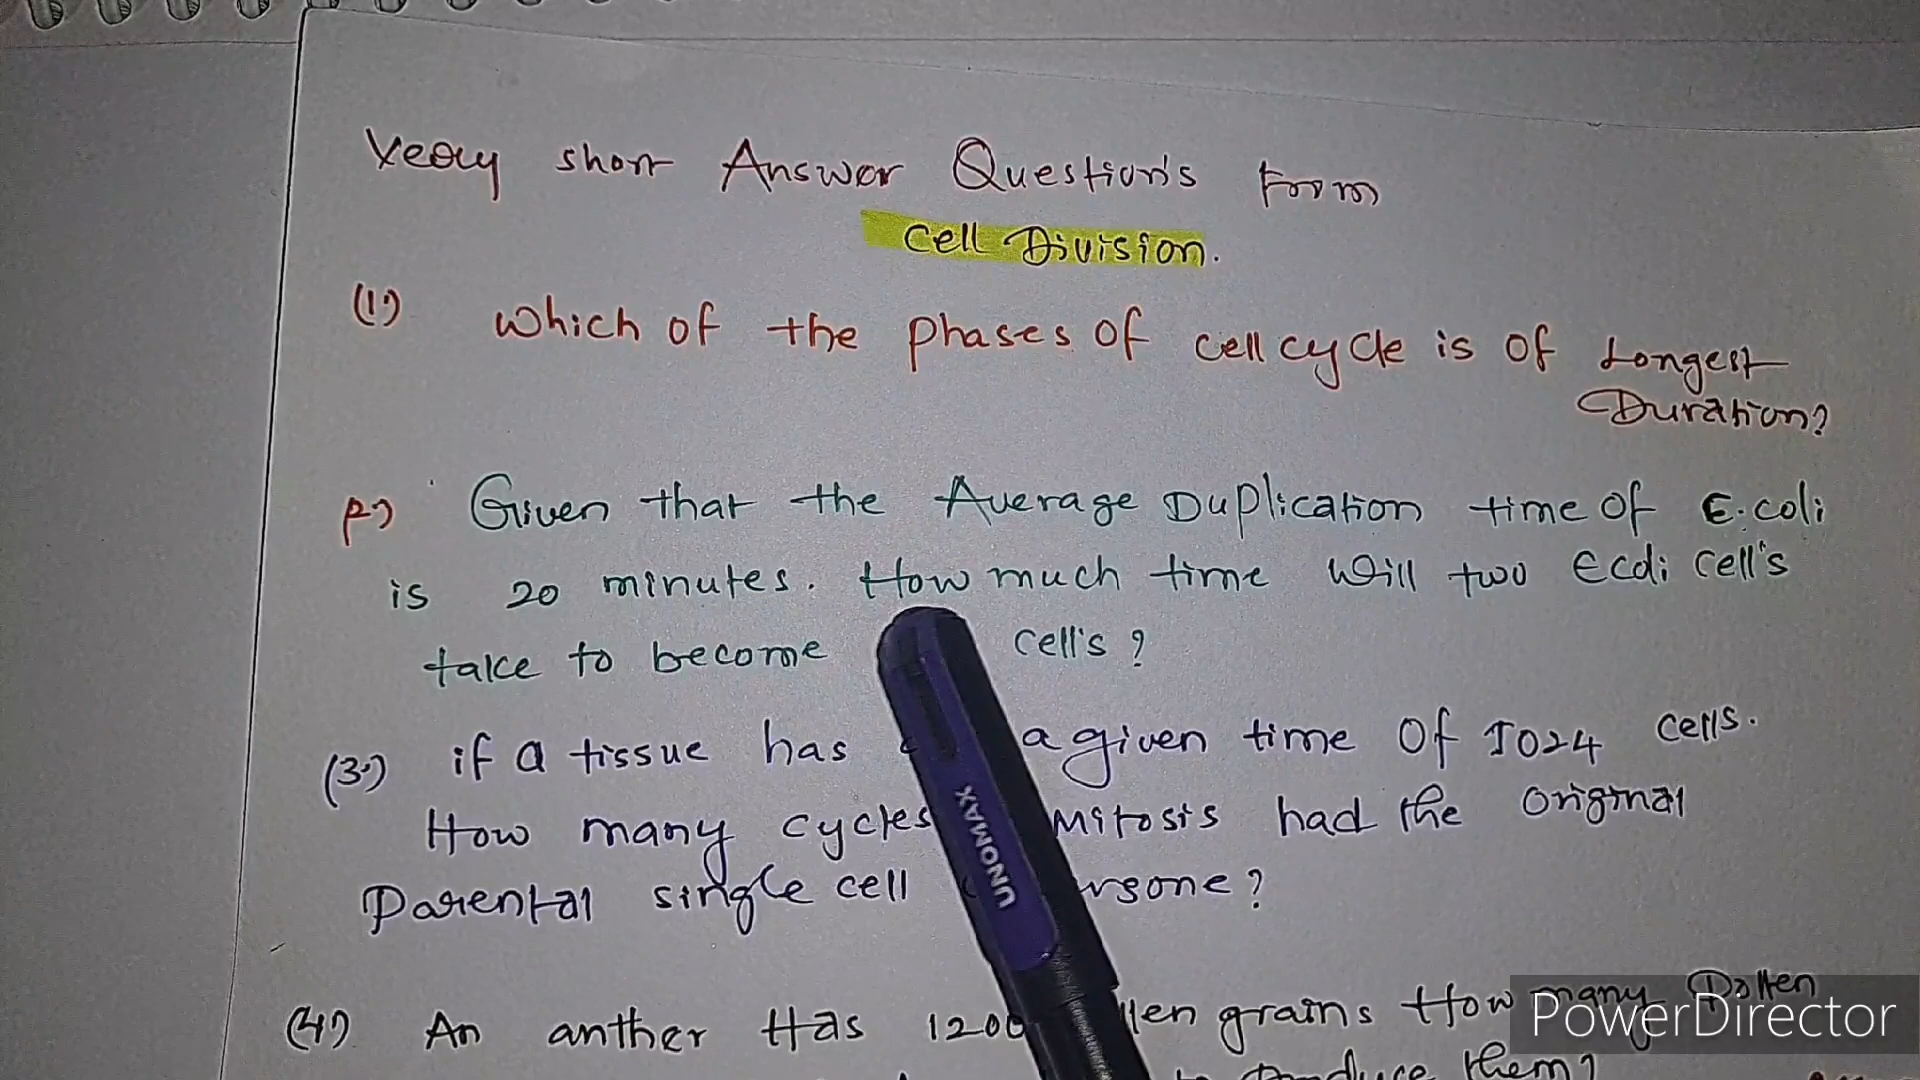 Veory short Answer Question's from
Cell Division.
(1.) Which of the phases of cell cycle is of Longest
Duration?
2.) Given that the Average Duplication time of E.coli
is 20 minutes. How much time will two Ecoli cell's
take to become cell's?
(3.) if a tissue has a given time of 1024 cells.
How many cycles Mitosis had the original
Parental single cell
(4.) An anther Has 1200 grains How many Pollen
to produce them?
UNOMAX
PowerDirector